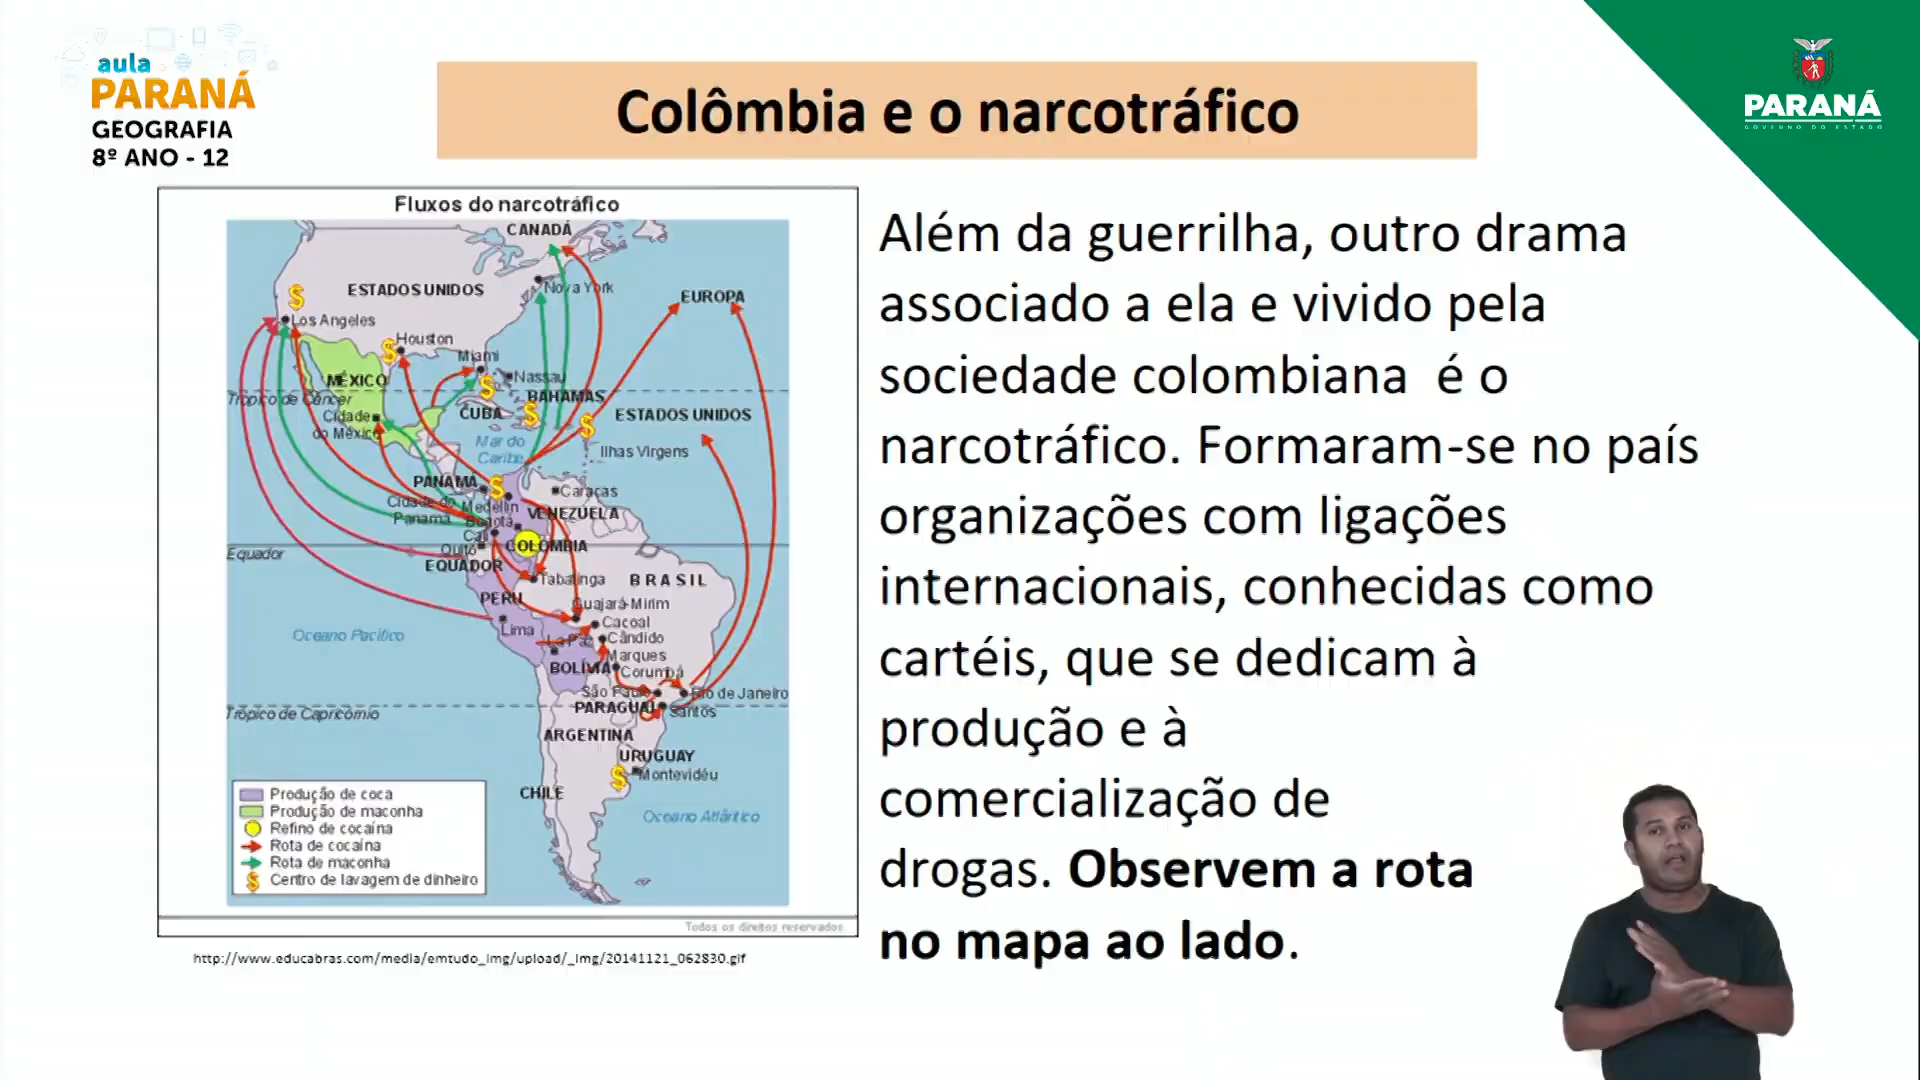 aula
PARANÁ
GEOGRAFIA
8º ANO - 12
Colômbia e o narcotráfico
PARANÁ
GOVERNO DO ESTADO
Fluxos do narcotráfico
CANADÁ
Nova York
ESTADOS UNIDOS
EUROPA
Los Angeles
Houston
Miami
Nassau
MÉXICO
BAHAMAS
Trópico de Câncer
CUBA
ESTADOS UNIDOS
Cidade
do México
Mar do
Caribe
Ilhas Virgens
PANAMÁ
Caracas
Cidade do
Panamá
Medellín
VENEZUELA
Bogotá
Cali
Quito
COLÔMBIA
Equador
EQUADOR
Tabatinga
BRASIL
PERU
Guajará-Mirim
Lima
Cacoal
Oceano Pacífico
La Paz
Cândido
Marques
BOLÍVIA
Corumbá
São Paulo
Rio de Janeiro
PARAGUAI
Santos
Trópico de Capricórnio
ARGENTINA
URUGUAY
Montevidéu
CHILE
Oceano Atlântico
Produção de coca
Produção de maconha
Refino de cocaína
Rota de cocaína
Rota de maconha
Centro de lavagem de dinheiro
Todos os direitos reservados
http://www.educabras.com/media/emtudo_img/upload/_img/20141121_062830.gif
Além da guerrilha, outro drama
associado a ela e vivido pela
sociedade colombiana  é o
narcotráfico. Formaram-se no país
organizações com ligações
internacionais, conhecidas como
cartéis, que se dedicam à
produção e à
comercialização de
drogas. Observem a rota
no mapa ao lado.